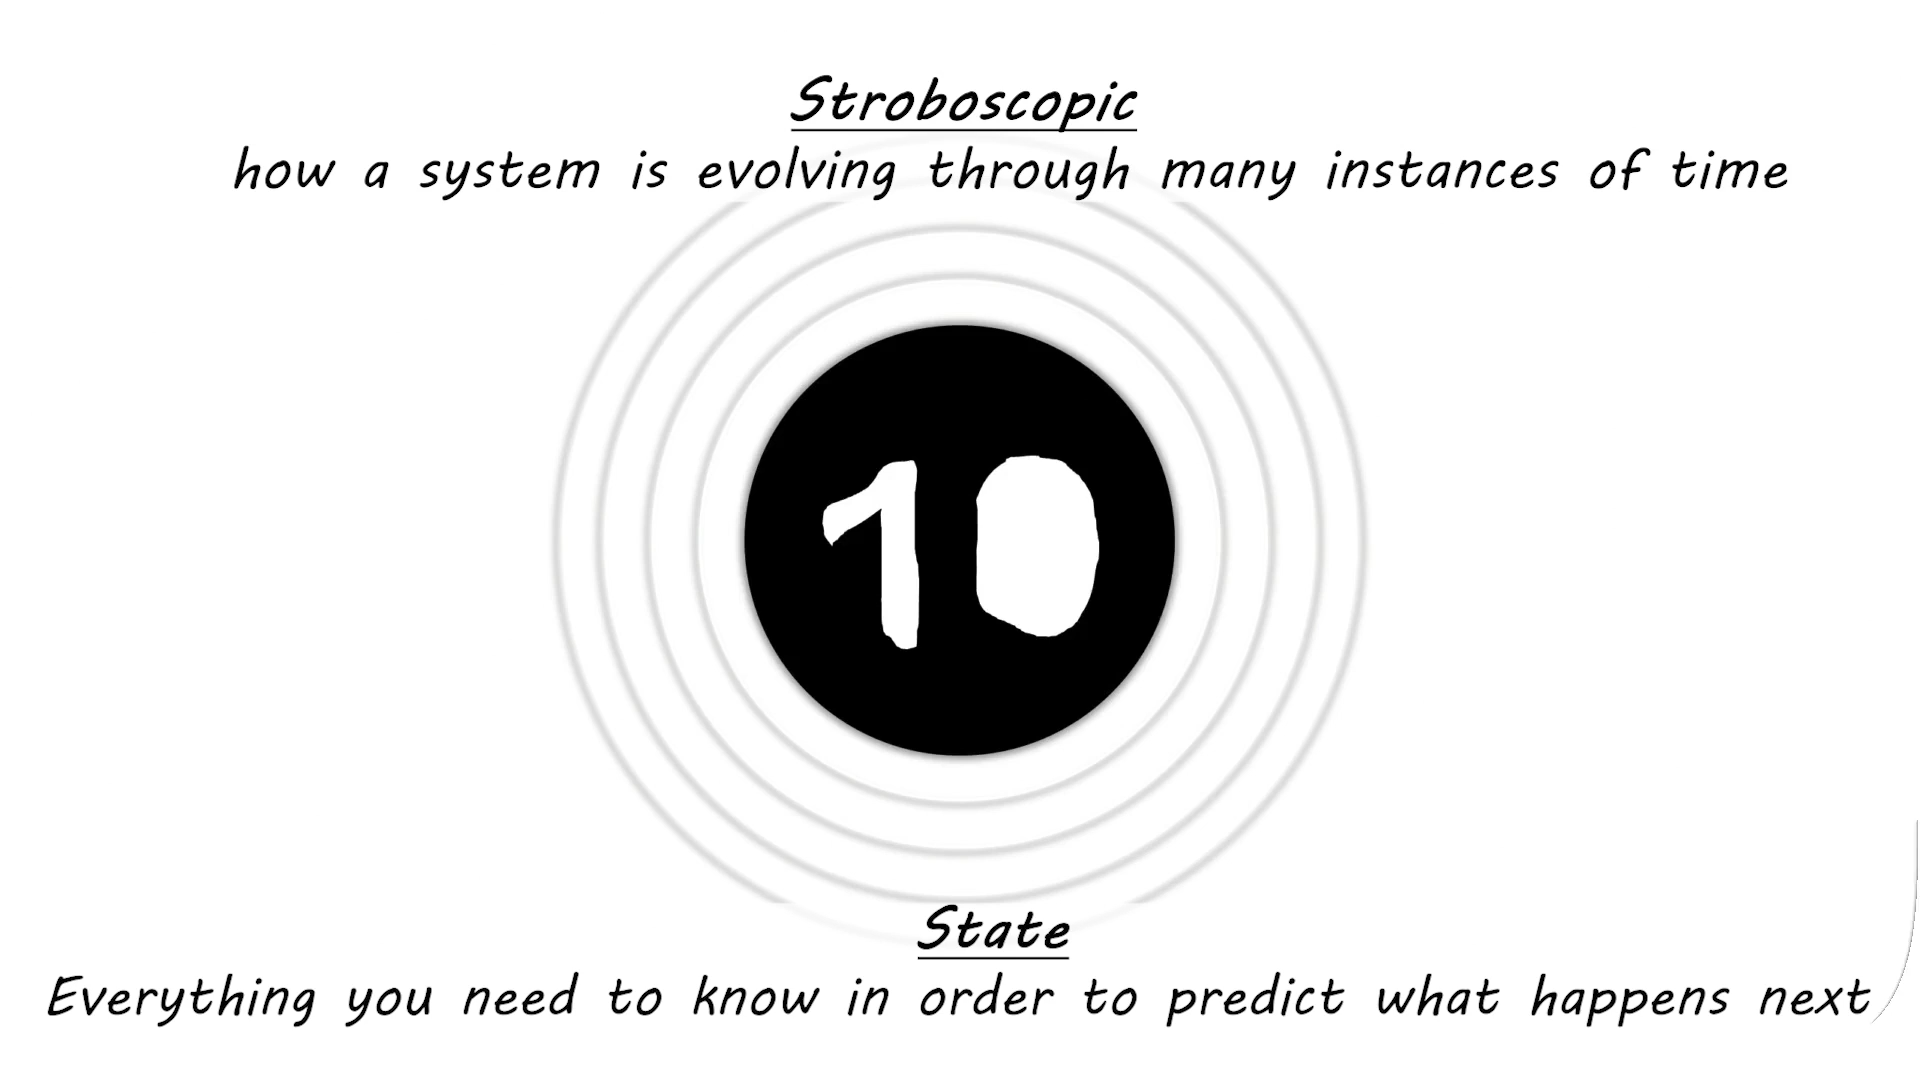 Stroboscopic
how a system is evolving through many instances of time
10
State
Everything you need to know in order to predict what happens next